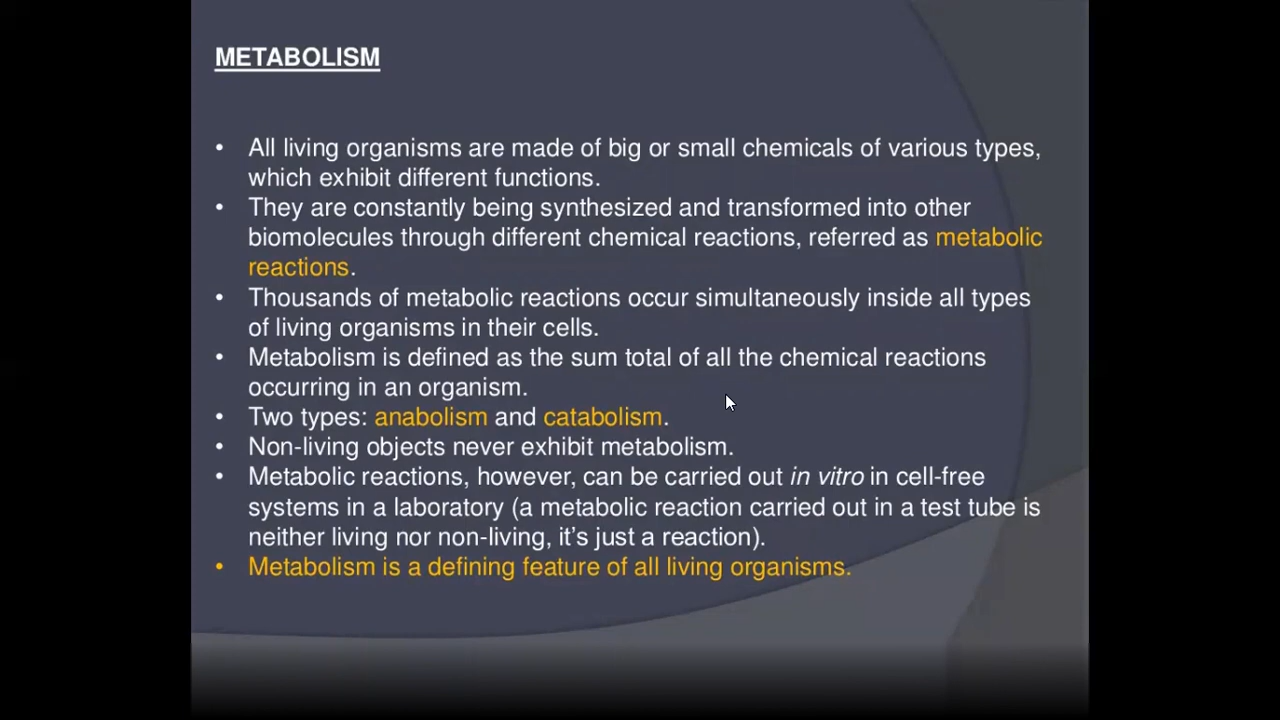 METABOLISM
• All living organisms are made of big or small chemicals of various types,
which exhibit different functions.
• They are constantly being synthesized and transformed into other
biomolecules through different chemical reactions, referred as metabolic
reactions.
• Thousands of metabolic reactions occur simultaneously inside all types
of living organisms in their cells.
• Metabolism is defined as the sum total of all the chemical reactions
occurring in an organism.
• Two types: anabolism and catabolism.
• Non-living objects never exhibit metabolism.
• Metabolic reactions, however, can be carried out in vitro in cell-free
systems in a laboratory (a metabolic reaction carried out in a test tube is
neither living nor non-living, it’s just a reaction).
• Metabolism is a defining feature of all living organisms.